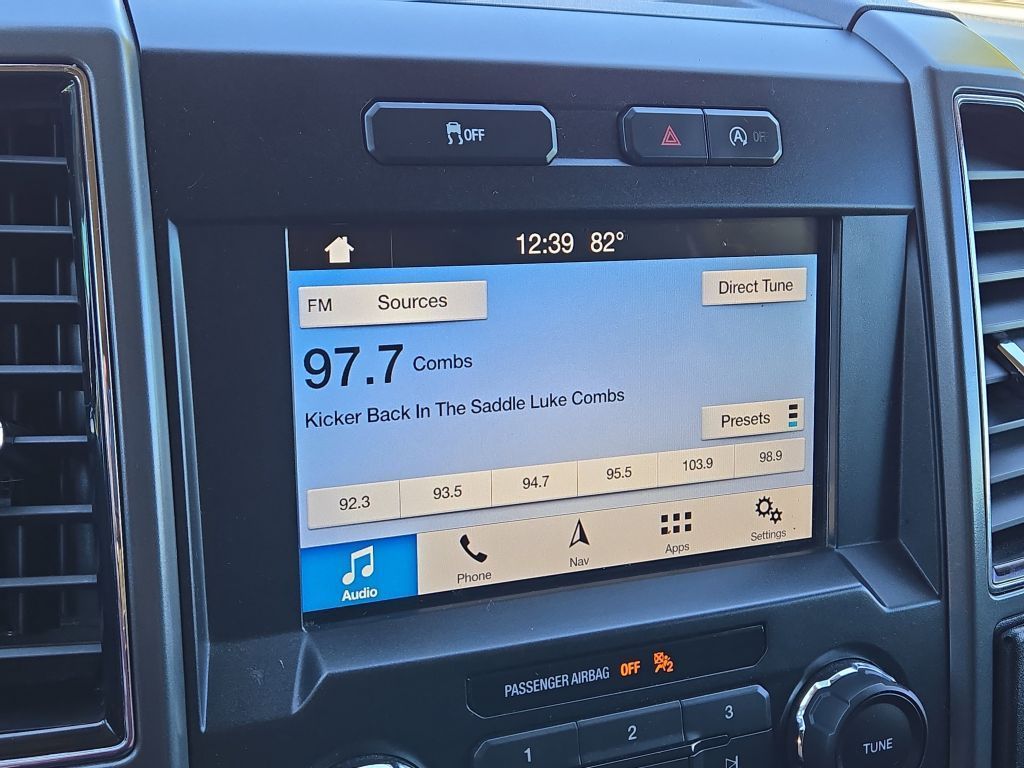 OFF
OFF
12:39 82°
FM Sources
Direct Tune
97.7 Combs
Kicker Back In The Saddle Luke Combs
Presets
92.3 93.5 94.7 95.5 103.9 98.9
Audio Phone Nav Apps Settings
PASSENGER AIRBAG OFF 2
1 2 3
TUNE